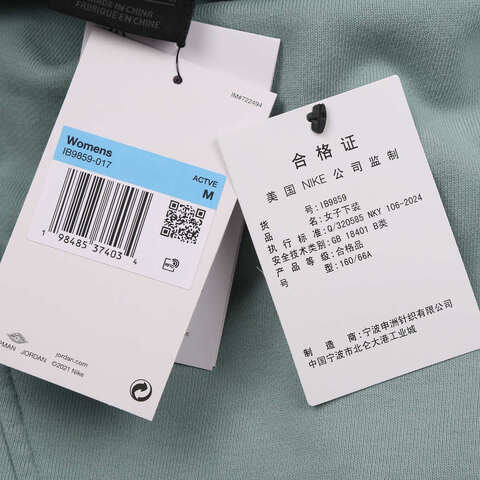 MADE IN CHINA
FABRIQUÉ EN CHINE
IM#722494
Womens
IB9859-017
ACTVE
M
1 98485 37403 4
NFC
JORDAN
jordan.com
©2021 Nike
合格证
美国 NIKE 公司监制
货号: IB9859
品名: 女子下装
执行标准: Q/320585 NKY 106-2024
安全技术类别: GB 18401 B类
产品等级: 合格品
号型: 160/66A
制造商: 宁波申洲针织有限公司
中国宁波市北仑大港工业城